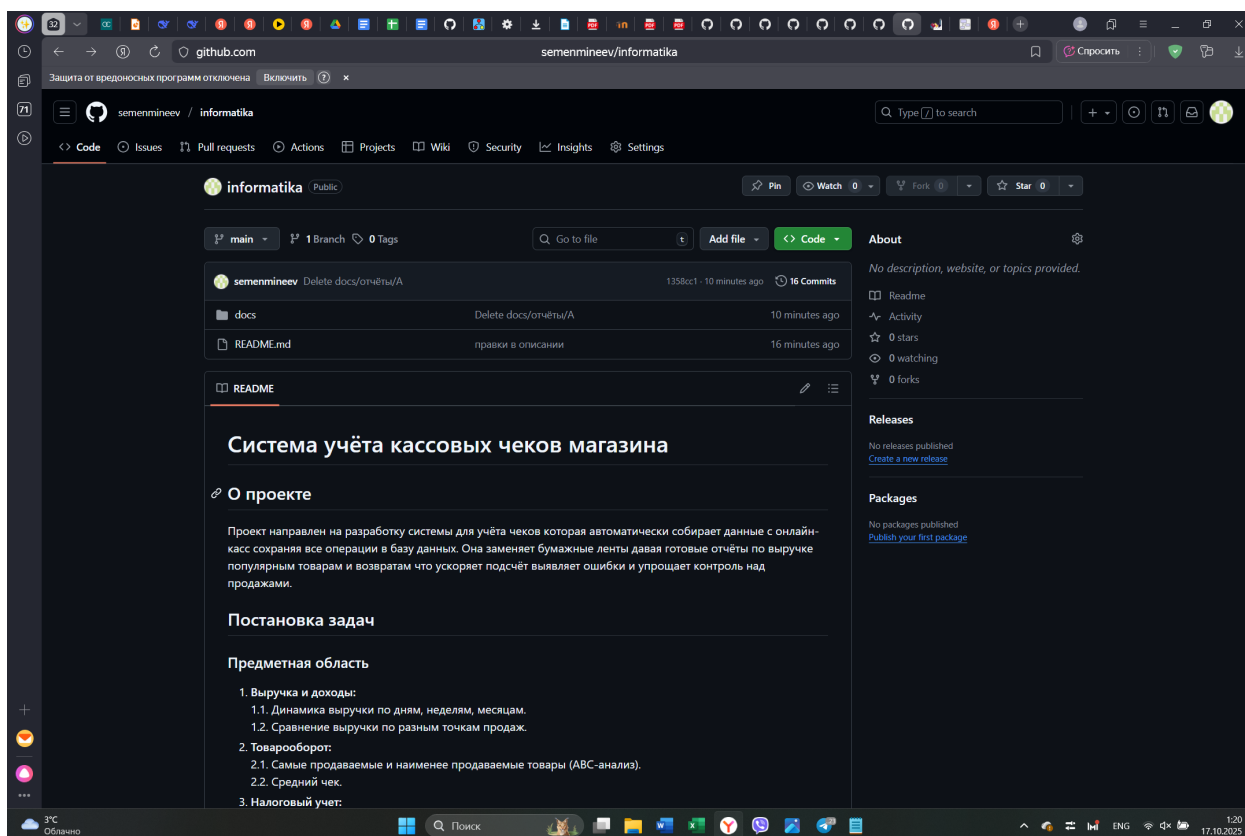 32
github.com
semenmineev/informatika
Спросить
Защита от вредоносных программ отключена Включить ? ×
71
semenmineev / informatika
Type / to search
Code Issues Pull requests Actions Projects Wiki Security Insights Settings
informatika Public
Pin Watch 0 Fork 0 Star 0
main 1 Branch 0 Tags
Go to file t
Add file Code
semenmineev Delete docs/отчёты/А
1358cc1 · 10 minutes ago 16 Commits
docs Delete docs/отчёты/А 10 minutes ago
README.md правки в описании 16 minutes ago
README
Система учёта кассовых чеков магазина
О проекте
Проект направлен на разработку системы для учёта чеков которая автоматически собирает данные с онлайн-
касс сохраняя все операции в базу данных. Она заменяет бумажные ленты давая готовые отчёты по выручке
популярным товарам и возвратам что ускоряет подсчёт выявляет ошибки и упрощает контроль над
продажами.
Постановка задач
Предметная область
1. Выручка и доходы:
1.1. Динамика выручки по дням, неделям, месяцам.
1.2. Сравнение выручки по разным точкам продаж.
2. Товарооборот:
2.1. Самые продаваемые и наименее продаваемые товары (ABC-анализ).
2.2. Средний чек.
3. Налоговый учет:
About
No description, website, or topics provided.
Readme
Activity
0 stars
0 watching
0 forks
Releases
No releases published
Create a new release
Packages
No packages published
Publish your first package
3°C
Облачно
Поиск
ENG
1:20
17.10.2025